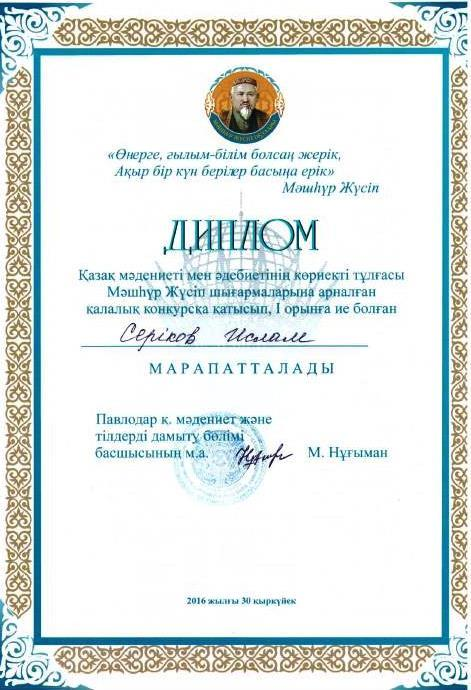 «Өнерге, ғылым-білім болсаң жерік,
Ақыр бір күн берілер басыңа ерік»
Мәшһүр Жүсіп
ДИПЛОМ
Қазақ мәдениеті мен әдебиетінің көрнекті тұлғасы
Мәшһүр Жүсіп шығармаларына арналған
қалалық конкурсқа қатысып, І орынға ие болған
Серіков Ислам
МАРАПАТТАЛАДЫ
Павлодар қ. мәдениет және
тілдерді дамыту бөлімі
басшысының м.а.
М. Нұғыман
2016 жылғы 30 қыркүйек